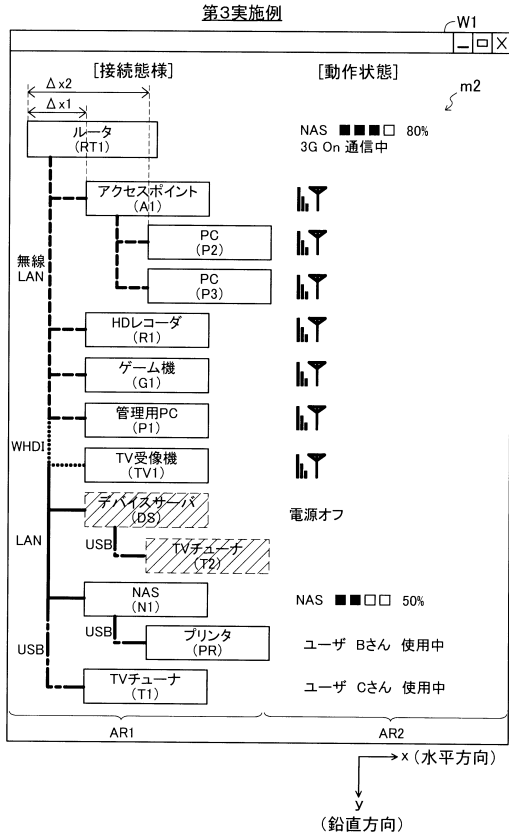 第3実施例
W1
[接続態様] [動作状態]
m2
Δx2
Δx1
ルータ
(RT1)
NAS ■■■□ 80%
3G On 通信中
アクセスポイント
(A1)
PC
(P2)
無線
LAN
PC
(P3)
HDレコーダ
(R1)
ゲーム機
(G1)
管理用PC
(P1)
WHDI
TV受像機
(TV1)
デバイスサーバ
(DS)
電源オフ
LAN
USB
TVチューナ
(T2)
NAS
(N1)
NAS ■■□□ 50%
USB
プリンタ
(PR)
ユーザ Bさん 使用中
USB
TVチューナ
(T1)
ユーザ Cさん 使用中
AR1 AR2
x (水平方向)
y
(鉛直方向)